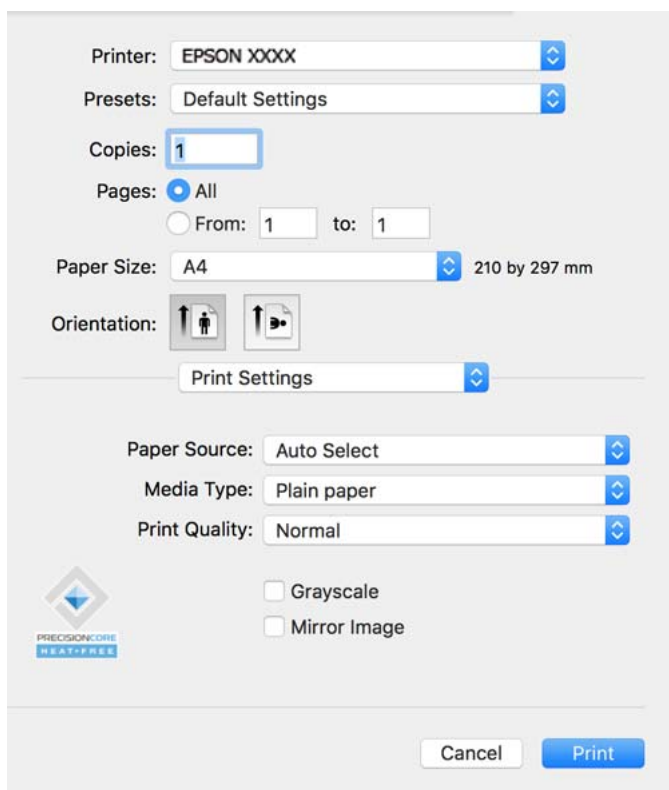 Printer: EPSON XXXX
Presets: Default Settings
Copies: 1
Pages: All
From: 1 to: 1
Paper Size: A4 210 by 297 mm
Orientation:
Print Settings
Paper Source: Auto Select
Media Type: Plain paper
Print Quality: Normal
Grayscale
Mirror Image
PRECISIONCORE
HEAT-FREE
Cancel Print